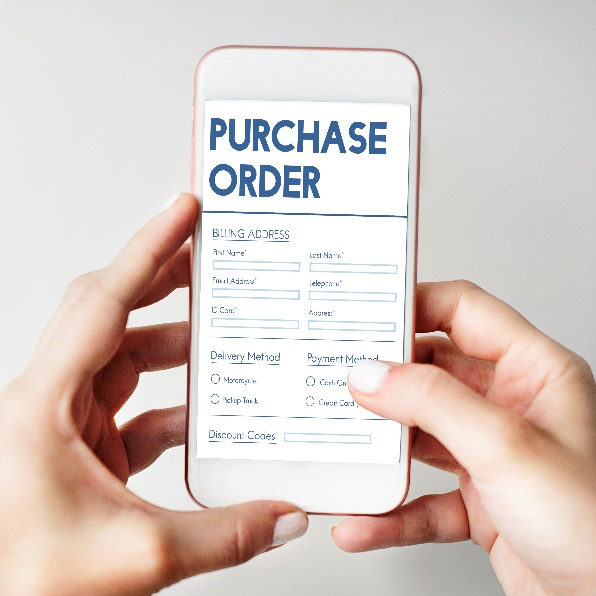 PURCHASE
ORDER
BILLING ADDRESS
First Name*
Last Name*
Email Address*
Telephone*
ID Card*
Address*
Delivery Method
Payment Method
Motorcycle
Cash On
Pickup Truck
Credit Card
Discount Codes